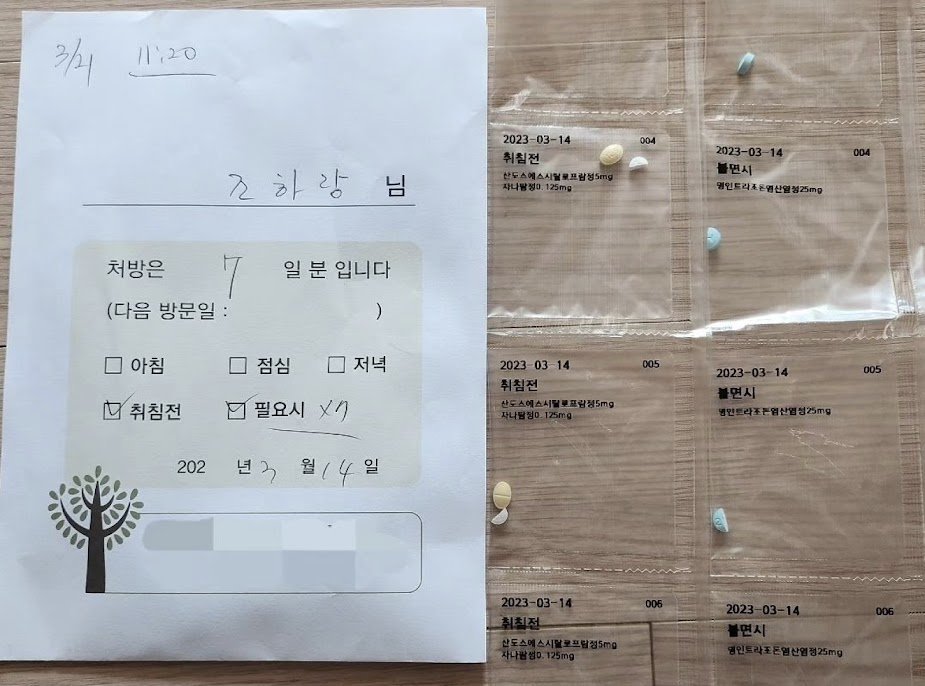 3/21 11:20
조하랑 님
처방은 7 일 분 입니다
(다음 방문일 : )
아침 점심 저녁
취침전 필요시 x7
202 년 3 월 14 일
2023-03-14 004
취침전
산도스에스시탈로프람정5mg
자나팜정0.125mg
2023-03-14 005
취침전
산도스에스시탈로프람정5mg
자나팜정0.125mg
2023-03-14 006
취침전
산도스에스시탈로프람정5mg
자나팜정0.125mg
2023-03-14 004
불면시
명인트라조돈염산염정25mg
2023-03-14 005
불면시
명인트라조돈염산염정25mg
2023-03-14 006
불면시
명인트라조돈염산염정25mg